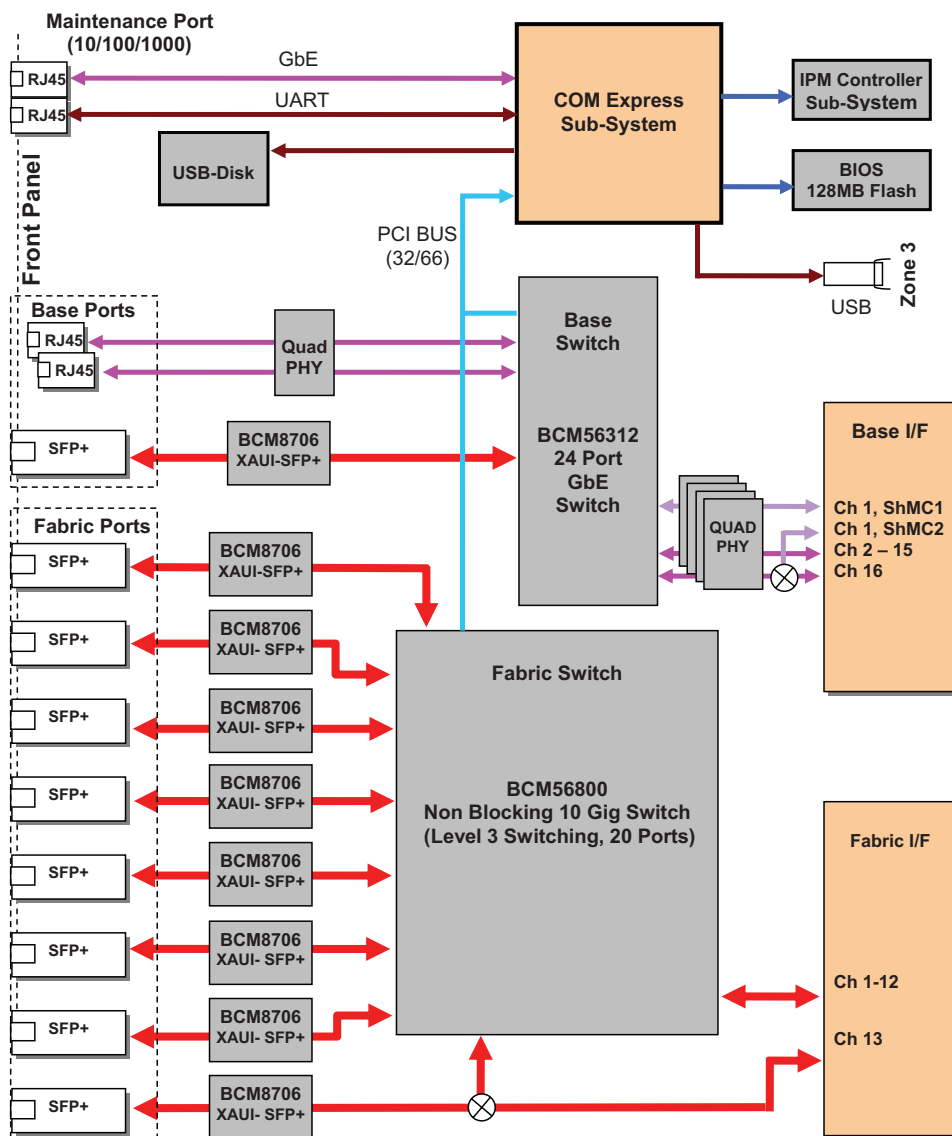 Maintenance Port
(10/100/1000)
RJ45
RJ45
GbE
UART
COM Express
Sub-System
IPM Controller
Sub-System
USB-Disk
BIOS
128MB Flash
Front Panel
PCI BUS
(32/66)
USB
Zone 3
Base Ports
RJ45
RJ45
Quad
PHY
Base
Switch
BCM56312
24 Port
GbE
Switch
SFP+
BCM8706
XAUI-SFP+
QUAD
PHY
Base I/F
Ch 1, ShMC1
Ch 1, ShMC2
Ch 2 – 15
Ch 16
Fabric Ports
SFP+
BCM8706
XAUI-SFP+
SFP+
BCM8706
XAUI- SFP+
SFP+
BCM8706
XAUI- SFP+
SFP+
BCM8706
XAUI- SFP+
SFP+
BCM8706
XAUI- SFP+
SFP+
BCM8706
XAUI- SFP+
SFP+
BCM8706
XAUI- SFP+
SFP+
BCM8706
XAUI- SFP+
Fabric Switch
BCM56800
Non Blocking 10 Gig Switch
(Level 3 Switching, 20 Ports)
Fabric I/F
Ch 1-12
Ch 13